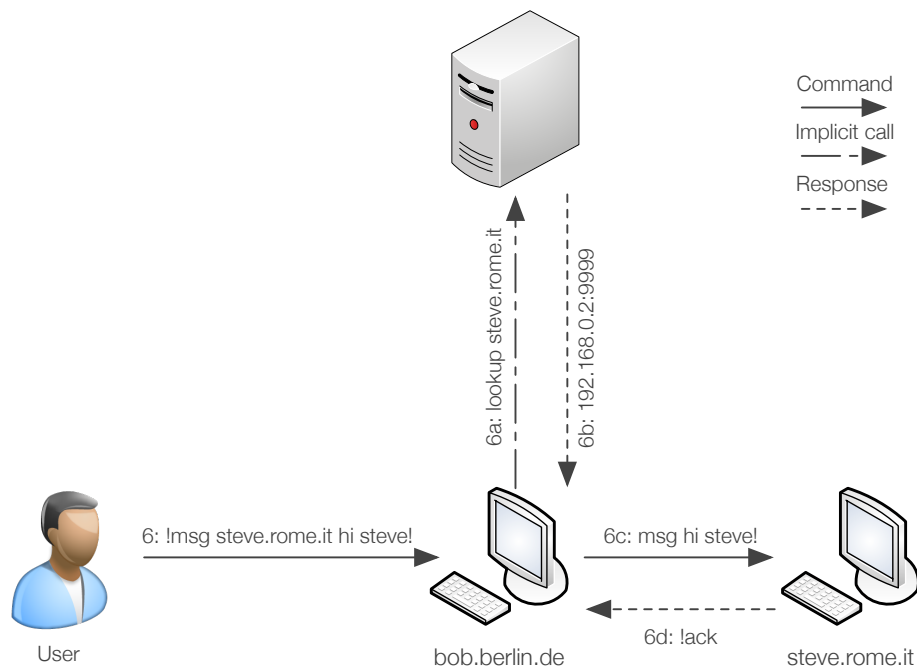 Command
Implicit call
Response
6a: lookup steve.rome.it
6b: 192.168.0.2:9999
6: !msg steve.rome.it hi steve!
6c: msg hi steve!
6d: !ack
User
bob.berlin.de
steve.rome.it